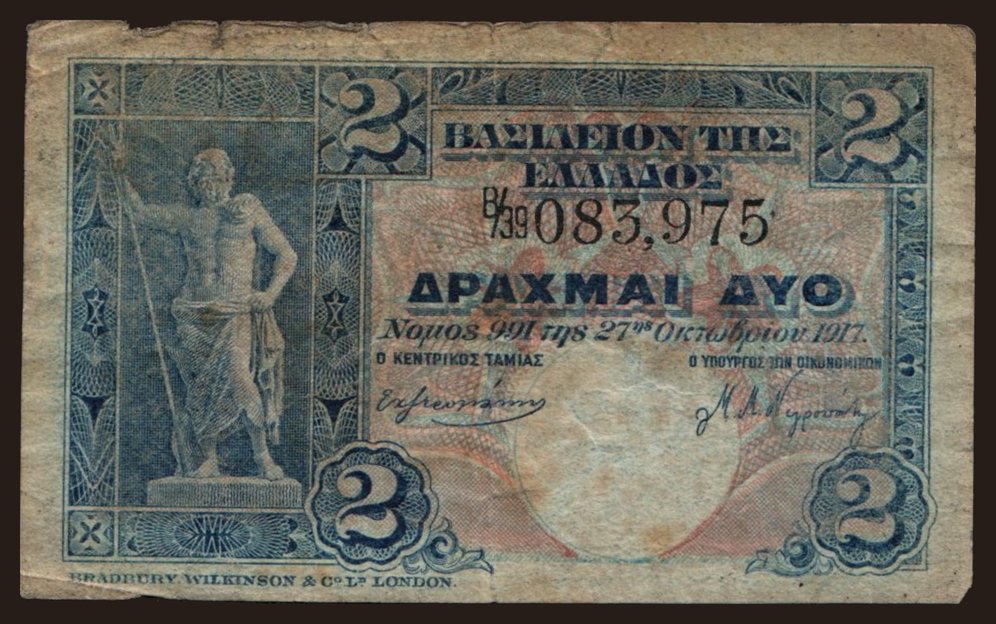 2 2
ΒΑΣΙΛΕΙΟΝ ΤΗΣ
ΕΛΛΑΔΟΣ
Β/39 083,975
ΔΡΑΧΜΑΙ ΔΥΟ
Νομος 991 της 27ης Οκτωβρίου 1917.
Ο ΚΕΝΤΡΙΚΟΣ ΤΑΜΙΑΣ Ο ΥΠΟΥΡΓΟΣ ΤΩΝ ΟΙΚΟΝΟΜΙΚΩΝ
2 2
BRADBURY, WILKINSON & Cº Lᴰ LONDON.